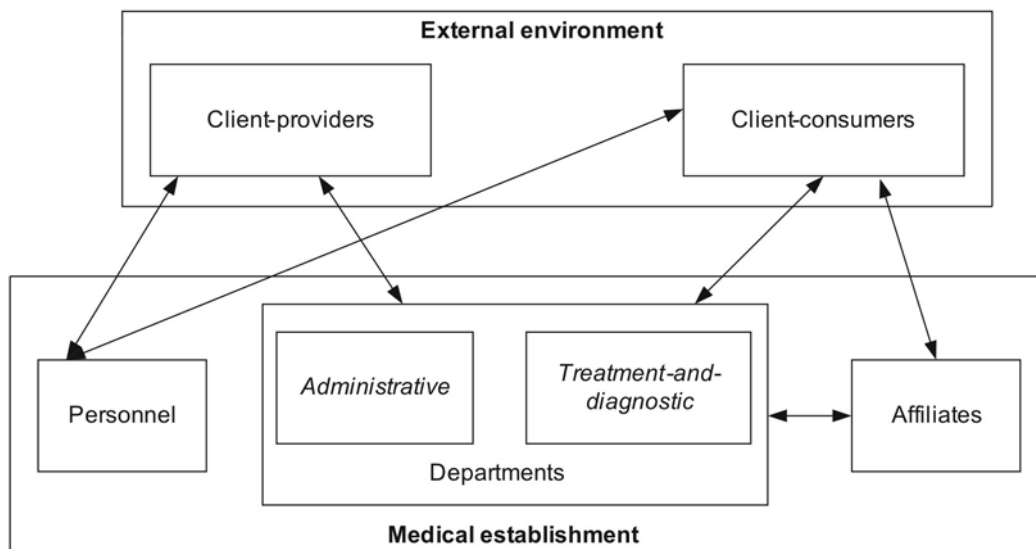 External environment
Client-providers
Client-consumers
Personnel
Administrative
Treatment-and-
diagnostic
Affiliates
Departments
Medical establishment